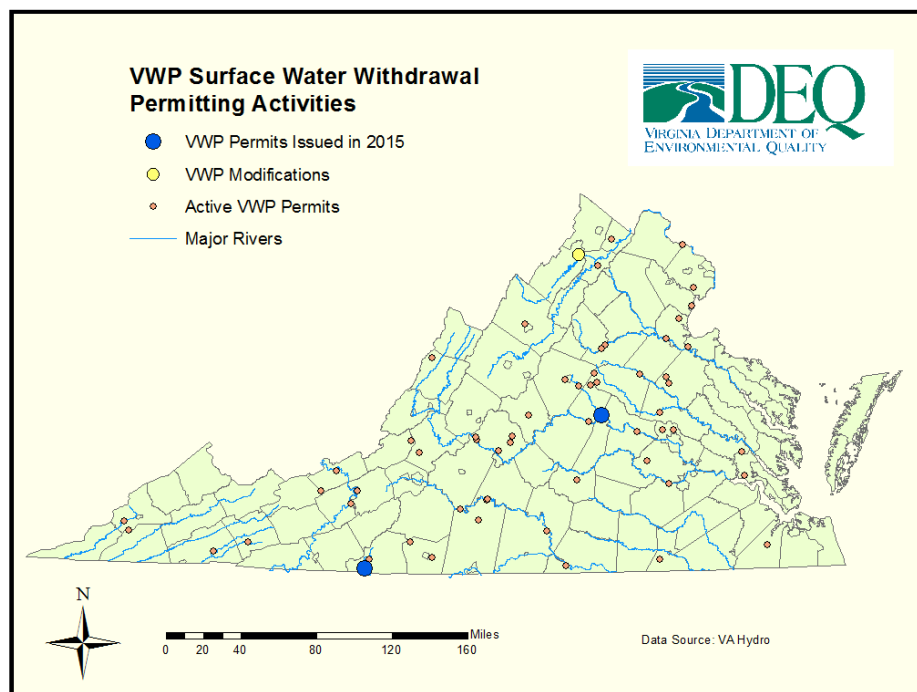 VWP Surface Water Withdrawal
Permitting Activities
VWP Permits Issued in 2015
VWP Modifications
Active VWP Permits
Major Rivers
DEQ
VIRGINIA DEPARTMENT OF
ENVIRONMENTAL QUALITY
N
Miles
0 20 40 80 120 160
Data Source: VA Hydro